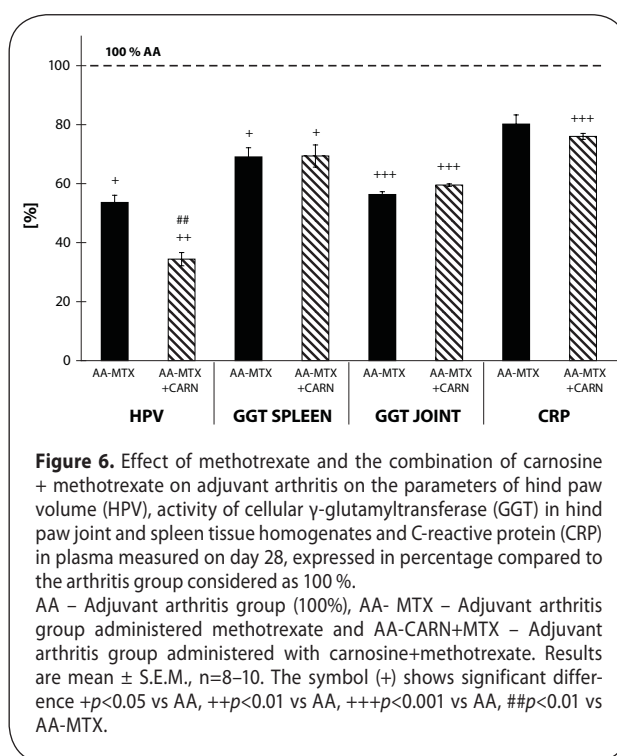 100 % AA
100
80
60
40
20
0
[%]
+
##
++
+
+
+++
+++
+++
AA-MTX AA-MTX +CARN AA-MTX AA-MTX +CARN AA-MTX AA-MTX +CARN AA-MTX AA-MTX +CARN
HPV GGT SPLEEN GGT JOINT CRP
Figure 6. Effect of methotrexate and the combination of carnosine
+ methotrexate on adjuvant arthritis on the parameters of hind paw
volume (HPV), activity of cellular γ-glutamyltransferase (GGT) in hind
paw joint and spleen tissue homogenates and C-reactive protein (CRP)
in plasma measured on day 28, expressed in percentage compared to
the arthritis group considered as 100 %.
AA – Adjuvant arthritis group (100%), AA- MTX – Adjuvant arthritis
group administered methotrexate and AA-CARN+MTX – Adjuvant
arthritis group administered with carnosine+methotrexate. Results
are mean ± S.E.M., n=8–10. The symbol (+) shows significant differ-
ence +p<0.05 vs AA, ++p<0.01 vs AA, +++p<0.001 vs AA, ##p<0.01 vs
AA-MTX.